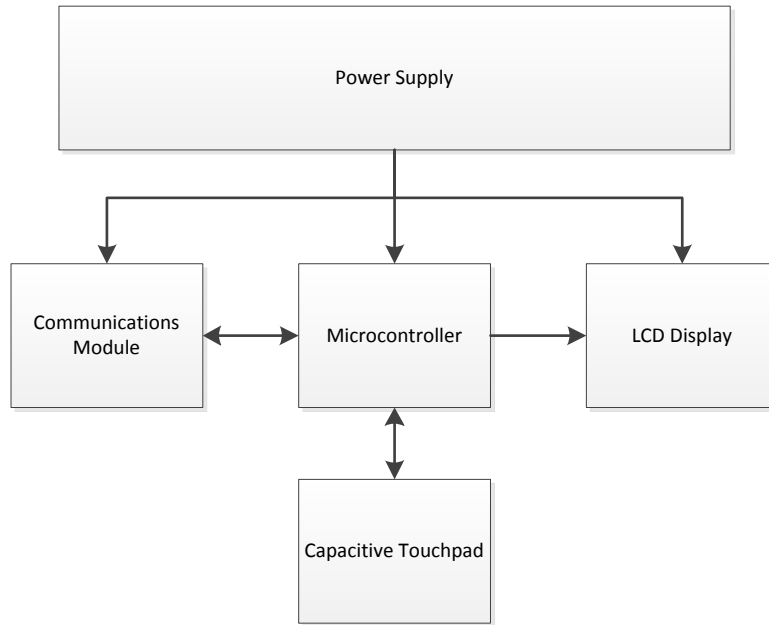 Power Supply
Communications
Module
Microcontroller
LCD Display
Capacitive Touchpad